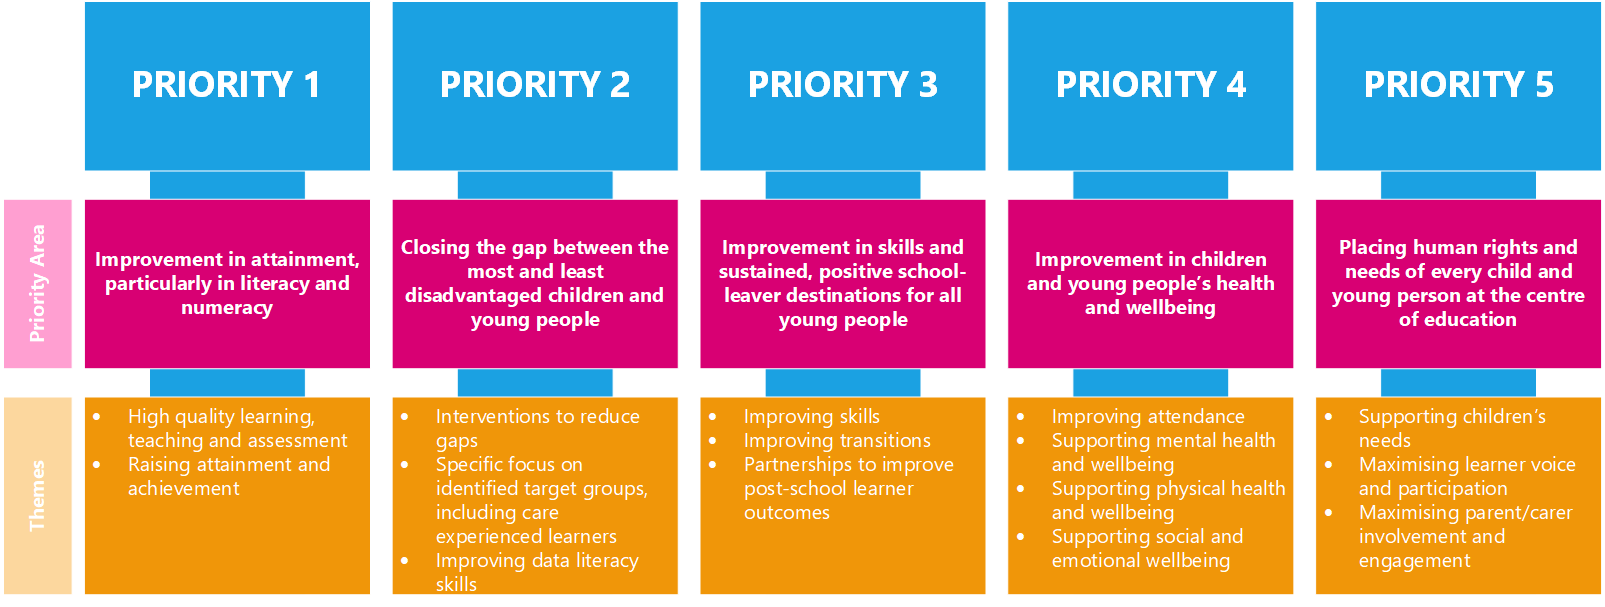 PRIORITY 1
PRIORITY 2
PRIORITY 3
PRIORITY 4
PRIORITY 5
Priority Area
Improvement in attainment,
particularly in literacy and
numeracy
Closing the gap between the
most and least
disadvantaged children and
young people
Improvement in skills and
sustained, positive school-
leaver destinations for all
young people
Improvement in children
and young people’s health
and wellbeing
Placing human rights and
needs of every child and
young person at the centre
of education
Themes
• High quality learning,
teaching and assessment
• Raising attainment and
achievement
• Interventions to reduce
gaps
• Specific focus on
identified target groups,
including care
experienced learners
• Improving data literacy
skills
• Improving skills
• Improving transitions
• Partnerships to improve
post-school learner
outcomes
• Improving attendance
• Supporting mental health
and wellbeing
• Supporting physical health
and wellbeing
• Supporting social and
emotional wellbeing
• Supporting children’s
needs
• Maximising learner voice
and participation
• Maximising parent/carer
involvement and
engagement